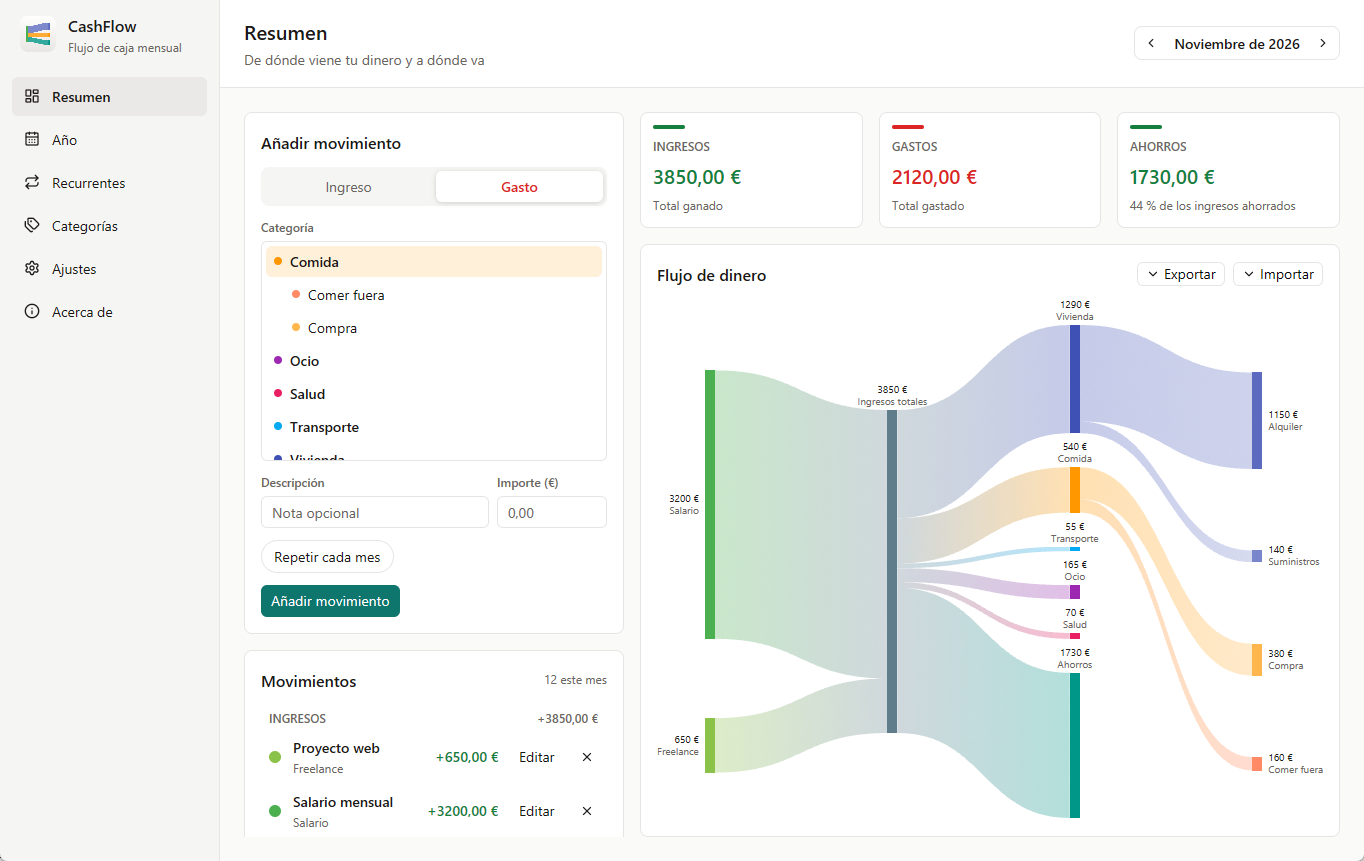 CashFlow
Flujo de caja mensual
Resumen
Año
Recurrentes
Categorías
Ajustes
Acerca de
Resumen
De dónde viene tu dinero y a dónde va
Noviembre de 2026
Añadir movimiento
Ingreso
Gasto
Categoría
Comida
Comer fuera
Compra
Ocio
Salud
Transporte
Vivienda
Descripción
Importe (€)
Nota opcional
0,00
Repetir cada mes
Añadir movimiento
Movimientos
12 este mes
INGRESOS
+3850,00 €
Proyecto web
Freelance
+650,00 €
Editar
Salario mensual
Salario
+3200,00 €
Editar
INGRESOS
3850,00 €
Total ganado
GASTOS
2120,00 €
Total gastado
AHORROS
1730,00 €
44 % de los ingresos ahorrados
Flujo de dinero
Exportar
Importar
3200 €
Salario
650 €
Freelance
3850 €
Ingresos totales
1290 €
Vivienda
540 €
Comida
55 €
Transporte
165 €
Ocio
70 €
Salud
1730 €
Ahorros
1150 €
Alquiler
140 €
Suministros
380 €
Compra
160 €
Comer fuera